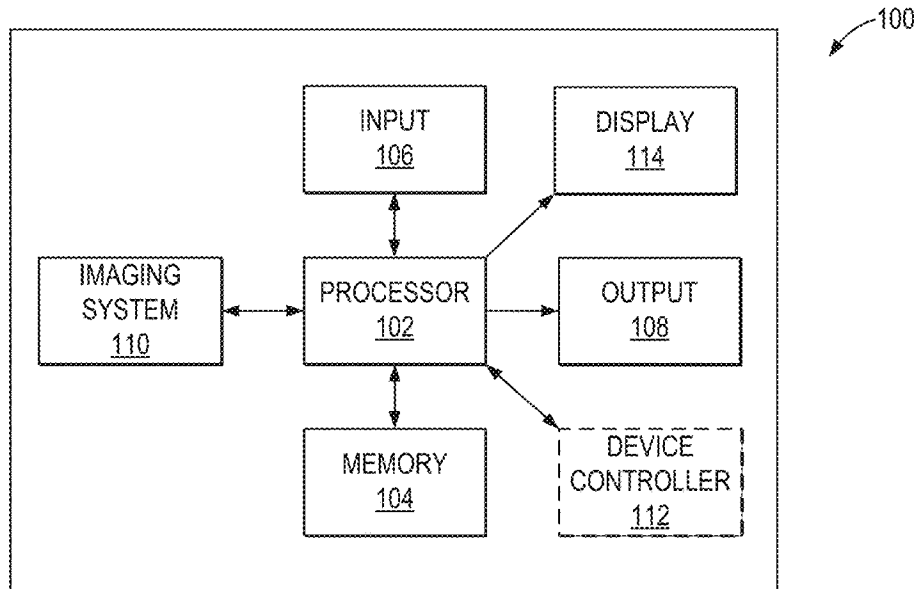 100
INPUT
106
DISPLAY
114
IMAGING
SYSTEM
110
PROCESSOR
102
OUTPUT
108
MEMORY
104
DEVICE
CONTROLLER
112